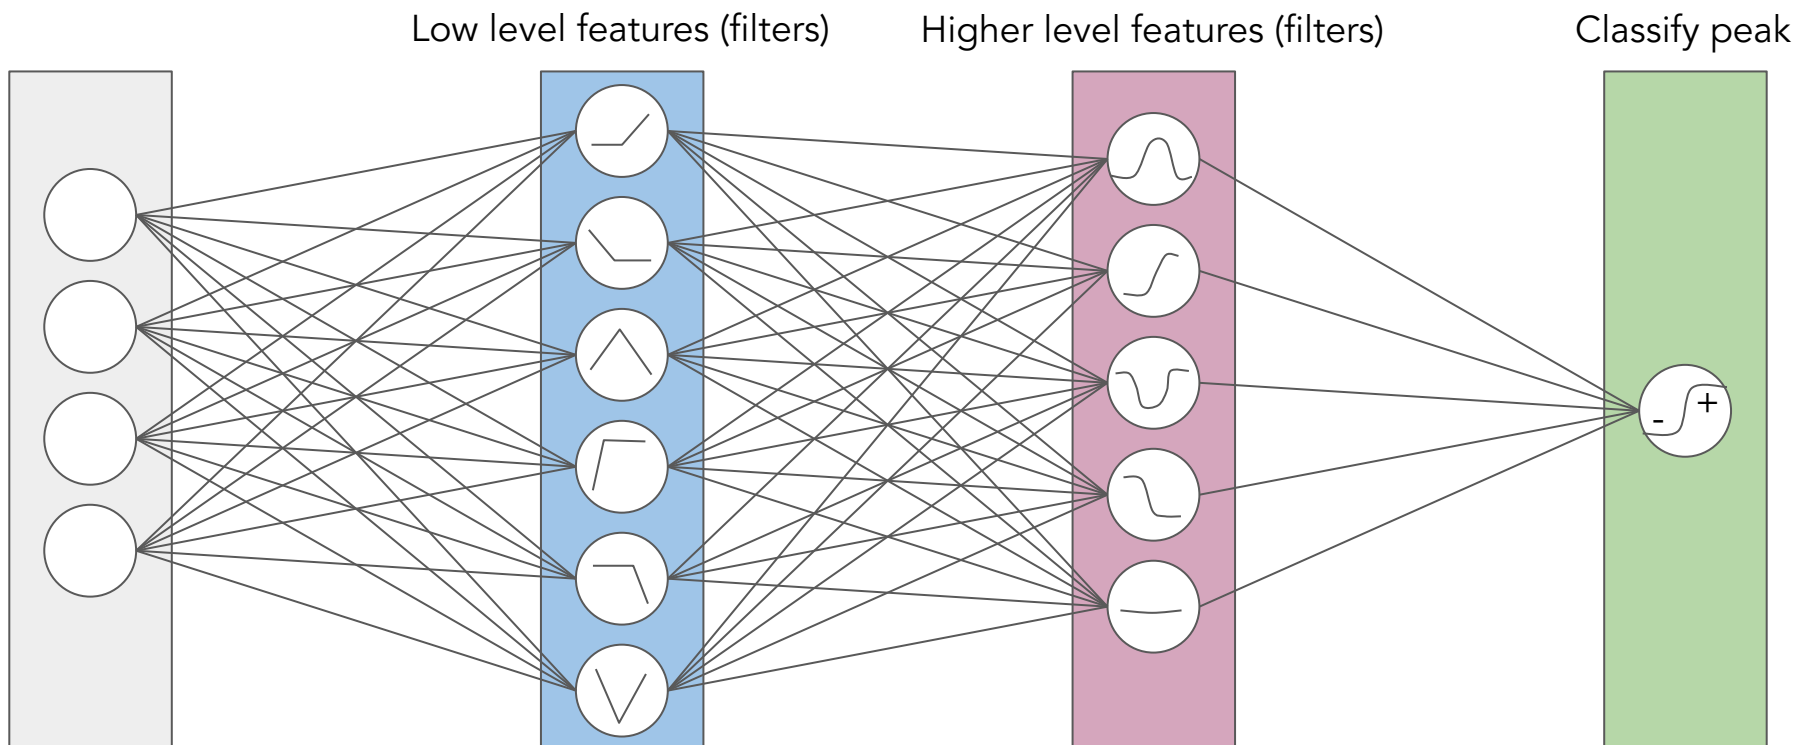 Low level features (filters)
Higher level features (filters)
Classify peak
- +